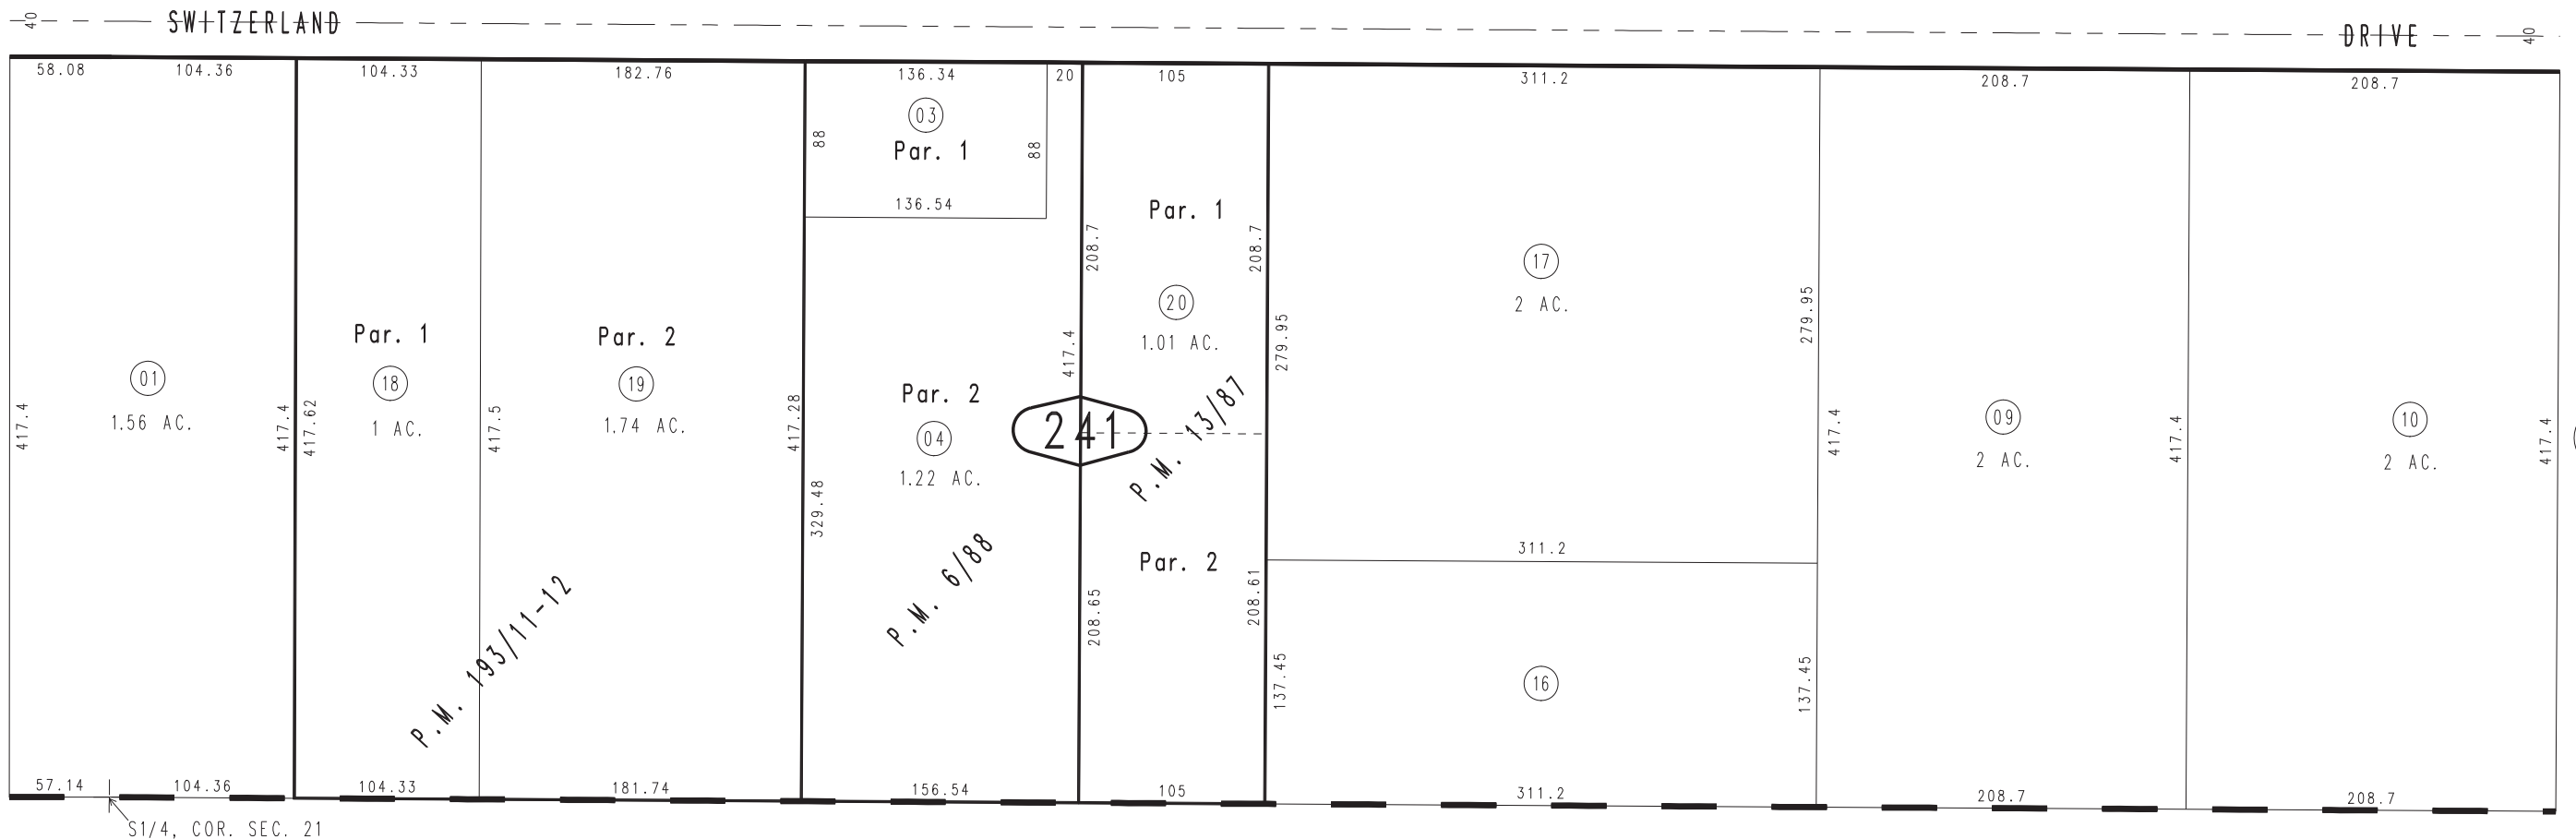 40 SWITZERLAND DRIVE 40
58.08 104.36 104.33 182.76 136.34 20 105 311.2 208.7 208.7
03
Par. 1
88 88
136.54
Par. 1
208.7 208.7
17
2 AC.
20
1.01 AC.
279.95 279.95
417.4
Par. 1
18
1 AC.
Par. 2
19
1.74 AC.
01
1.56 AC.
417.4 417.4 417.62 417.5 417.28
Par. 2
04
1.22 AC.
241
P.M. 13/87
09
2 AC.
10
2 AC.
417.4 417.4 417.4
329.48
P.M. 6/88
Par. 2
311.2
208.65 208.61
P.M. 193/11-12
137.45 137.45
16
57.14 104.36 104.33 181.74 156.54 105 311.2 208.7 208.7
S1/4, COR. SEC. 21